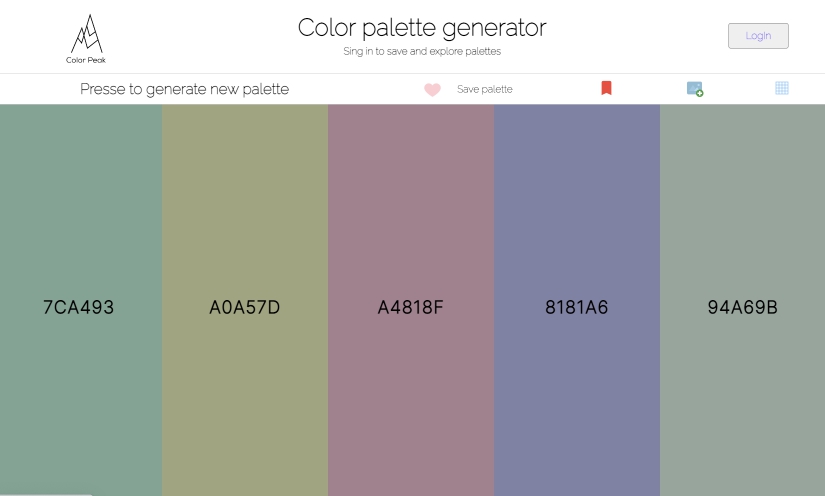 Color palette generator
Sing in to save and explore palettes
Color Peak
Login
Presse to generate new palette
Save palette
7CA493
A0A57D
A4818F
8181A6
94A69B